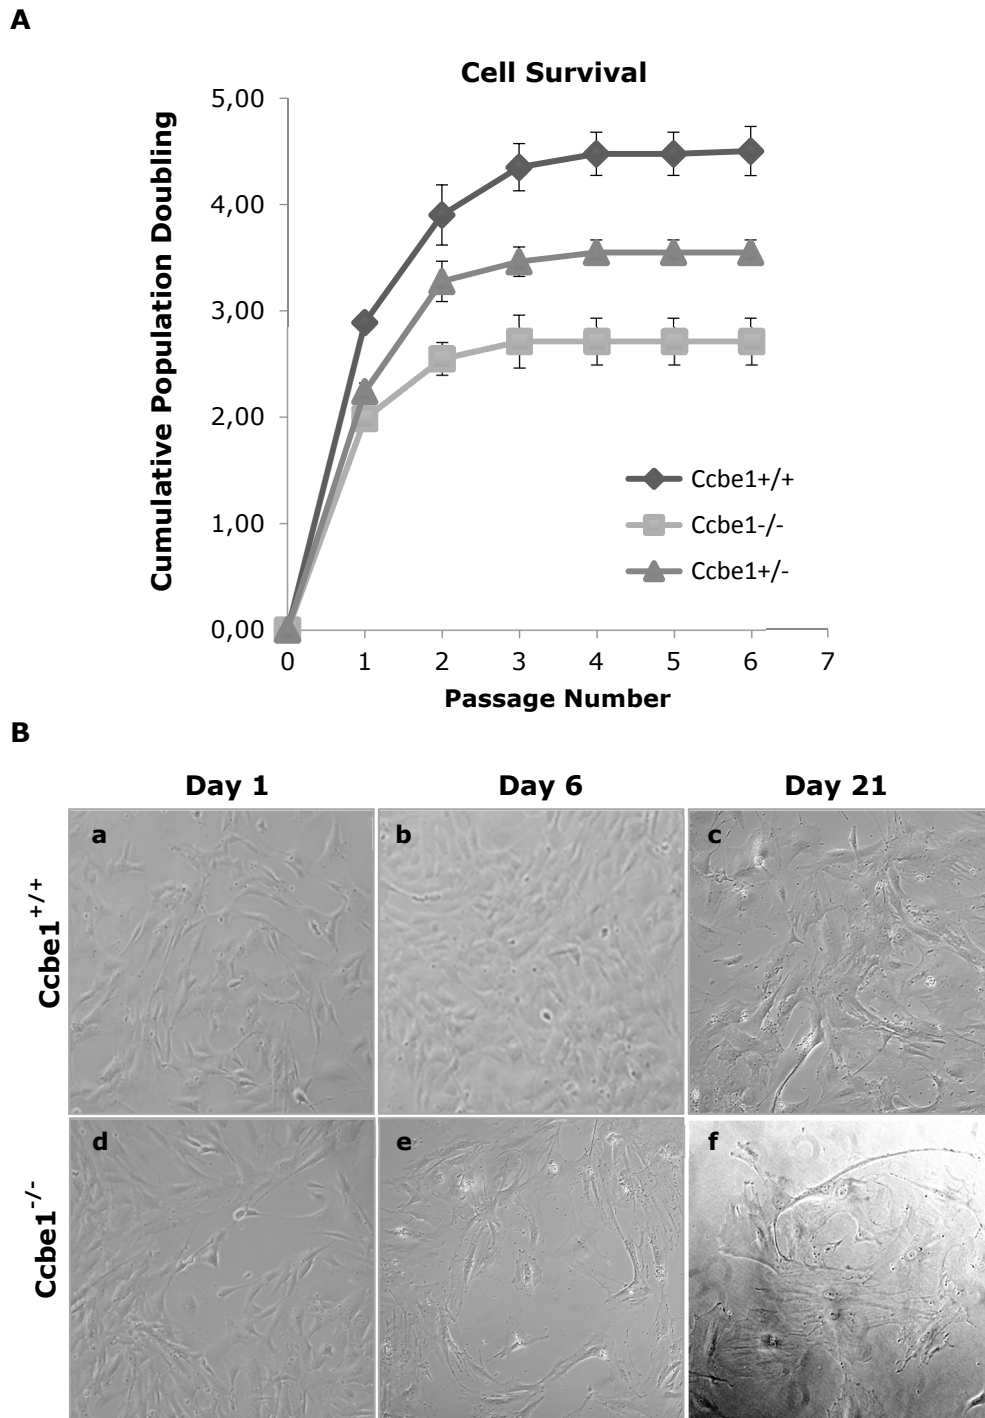 A
Cell Survival
Cumulative Population Doubling
5,00
4,00
3,00
2,00
1,00
0,00
0 1 2 3 4 5 6 7
Passage Number
Ccbe1+/+
Ccbe1-/-
Ccbe1+/-
B
Day 1 Day 6 Day 21
Ccbe1+/+
a b c
Ccbe1-/-
d e f